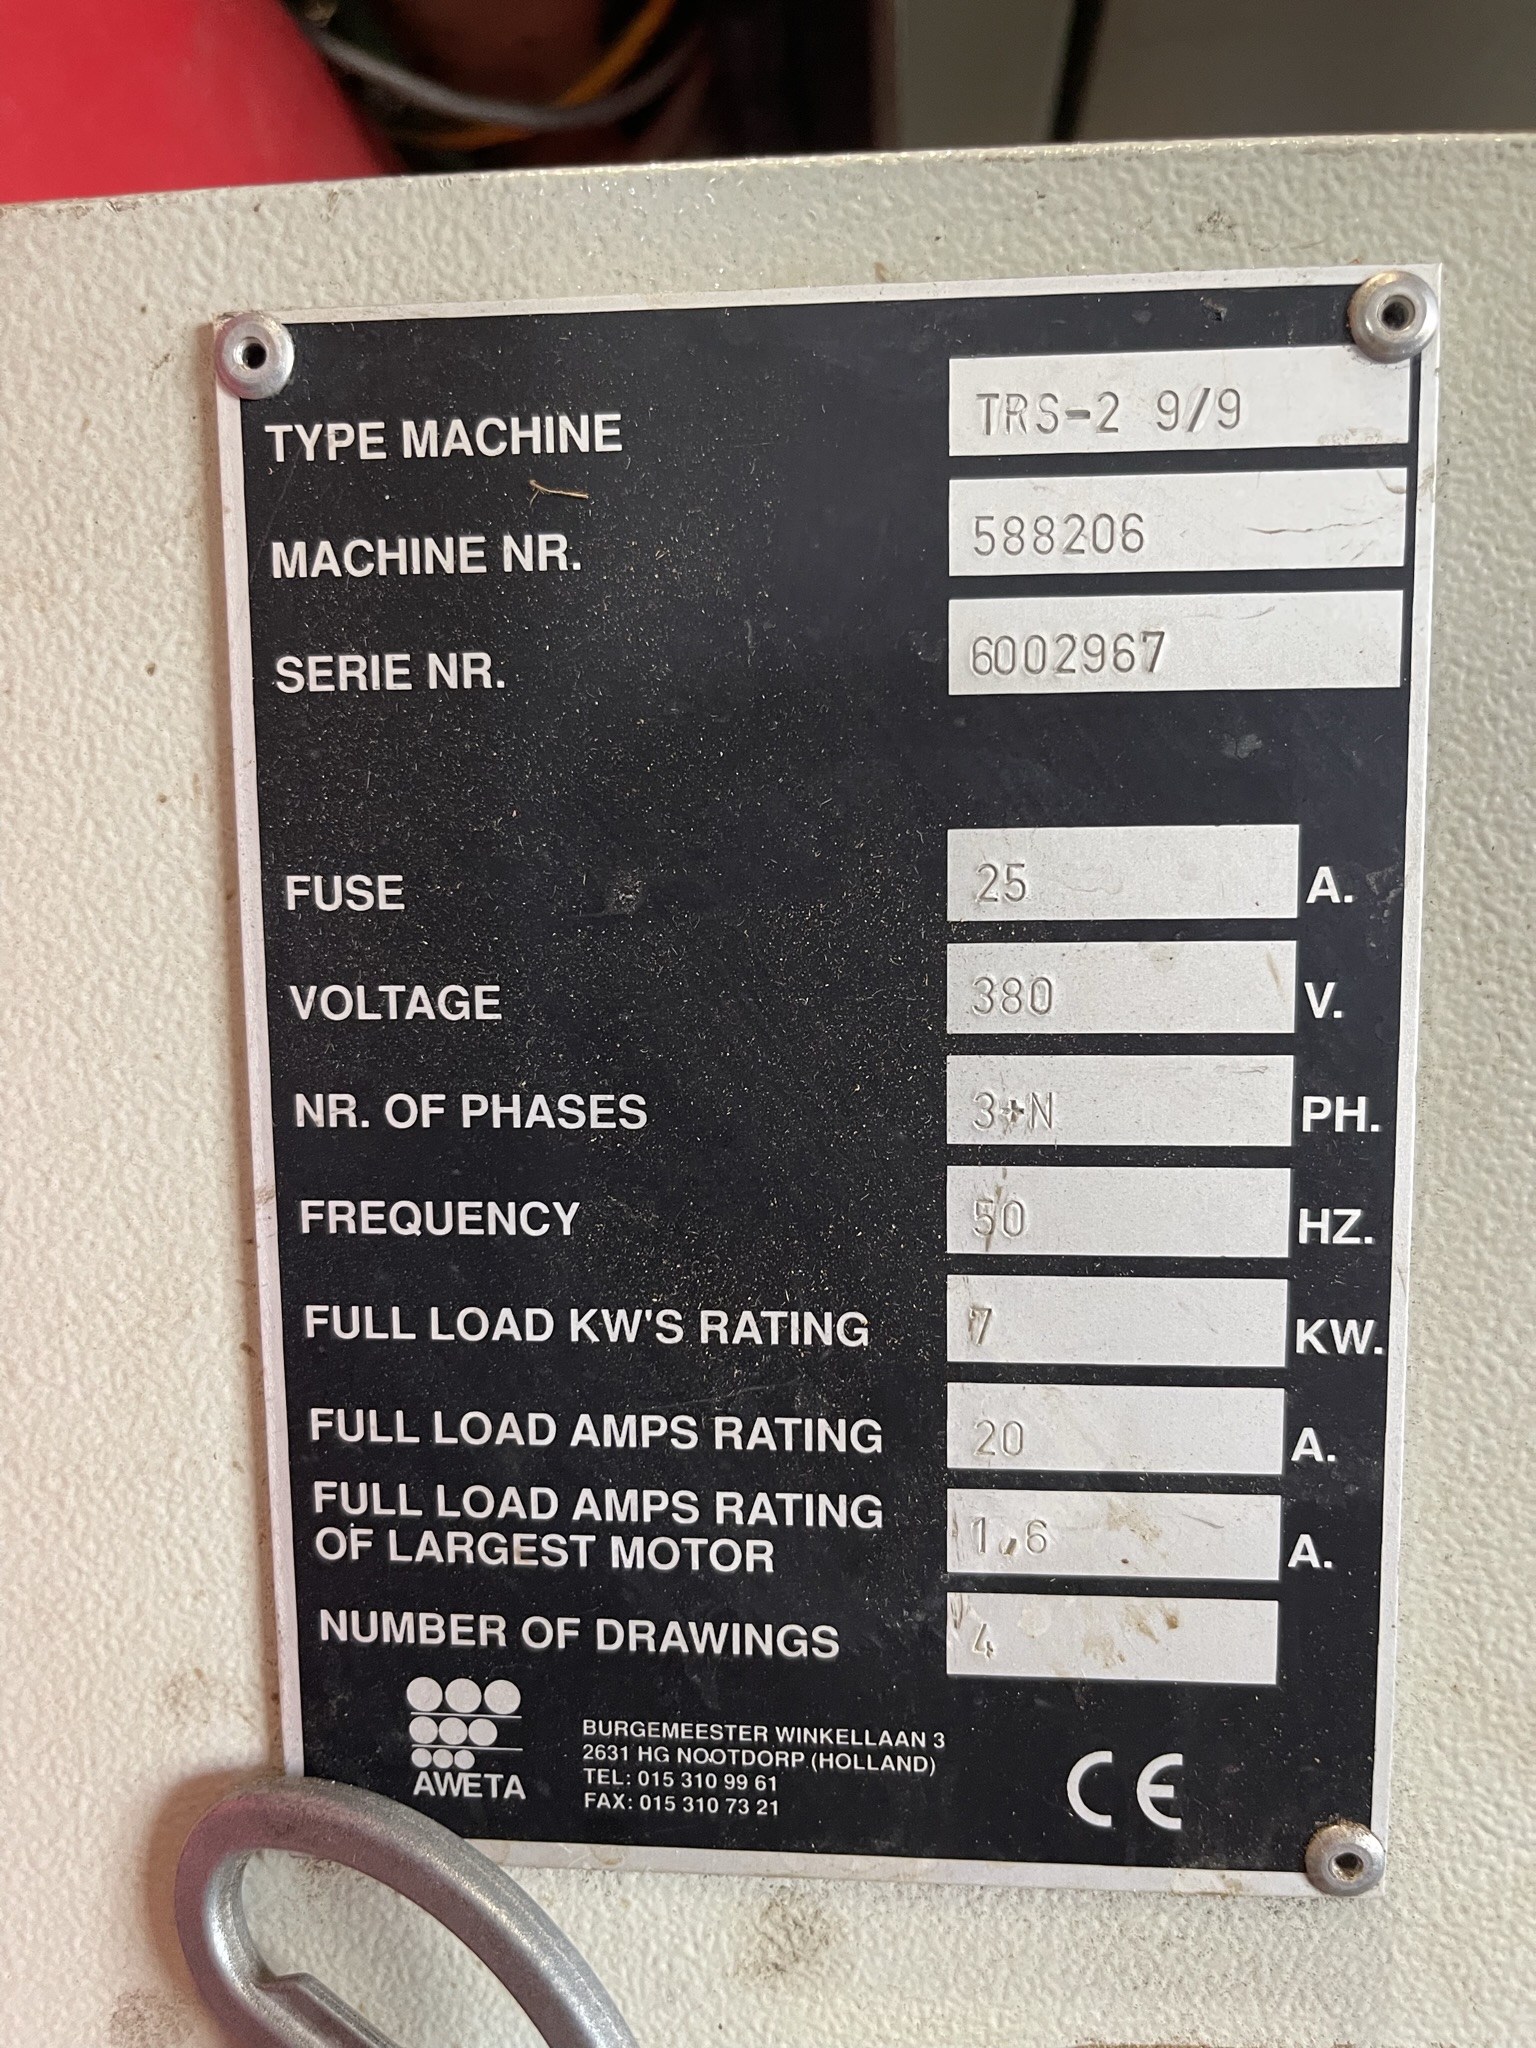 TYPE MACHINE TRS-2 9/9
MACHINE NR. 588206
SERIE NR. 6002967
FUSE 25 A.
VOLTAGE 380 V.
NR. OF PHASES 3+N PH.
FREQUENCY 50 HZ.
FULL LOAD KW'S RATING 7 KW.
FULL LOAD AMPS RATING 20 A.
FULL LOAD AMPS RATING
OF LARGEST MOTOR 1,6 A.
NUMBER OF DRAWINGS 4
AWETA
BURGEMEESTER WINKELLAAN 3
2631 HG NOOTDORP (HOLLAND)
TEL: 015 310 99 61
FAX: 015 310 73 21
CE